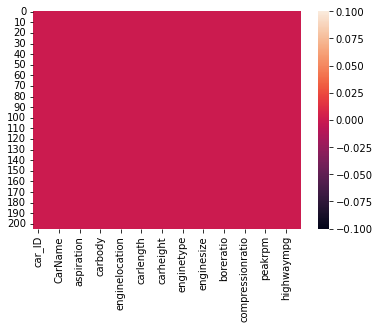 0
10
20
30
40
50
60
70
80
90
100
110
120
130
140
150
160
170
180
190
200
car_ID
CarName
aspiration
carbody
enginelocation
carlength
carheight
enginetype
enginesize
boreratio
compressionratio
peakrpm
highwaympg
0.100
0.075
0.050
0.025
0.000
−0.025
−0.050
−0.075
−0.100